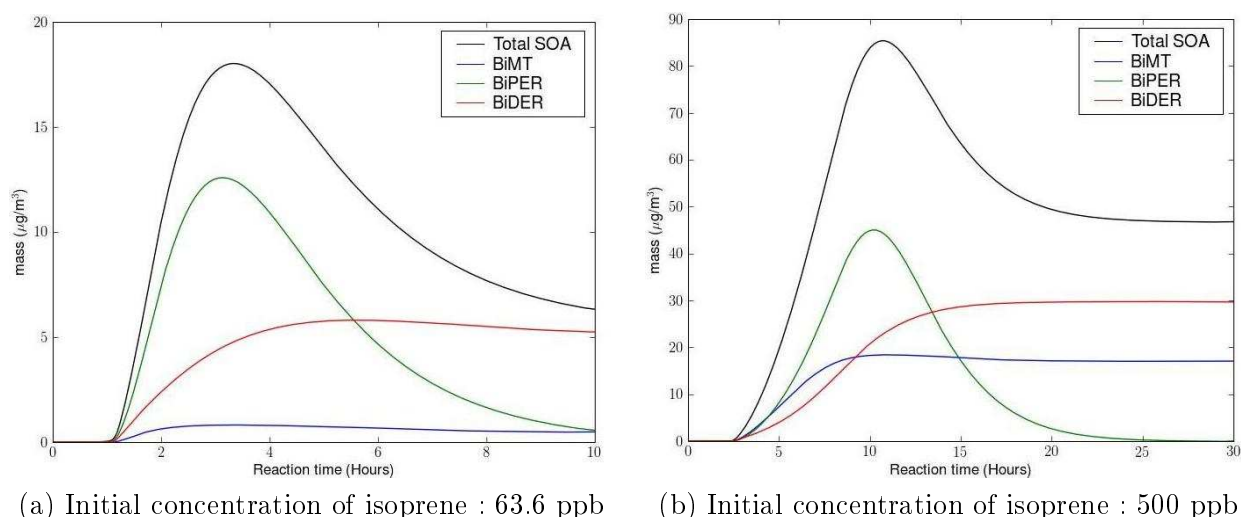 20
15
10
5
0
mass (μg/m³)
Total SOA
BiMT
BiPER
BiDER
0 2 4 6 8 10
Reaction time (Hours)
(a) Initial concentration of isoprene : 63.6 ppb
90
80
70
60
50
40
30
20
10
0
mass (μg/m³)
Total SOA
BiMT
BiPER
BiDER
0 5 10 15 20 25 30
Reaction time (Hours)
(b) Initial concentration of isoprene : 500 ppb